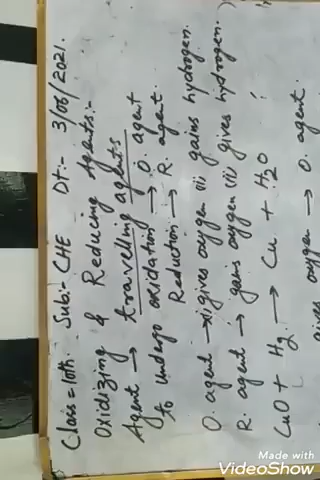 Class = 10th. Sub:- CHE Dt:- 3/06/2021.
Oxidizing & Reducing Agents:-
Agent → travelling agents
to undergo oxidation → O. agent
Reduction → R. agent.
O. agent → i) gives oxygen (ii) gains hydrogen.
R. agent → gains oxygen (ii) gives hydrogen.
CuO + H2 → Cu + H2O
gives oxygen → O. agent.
Made with
VideoShow